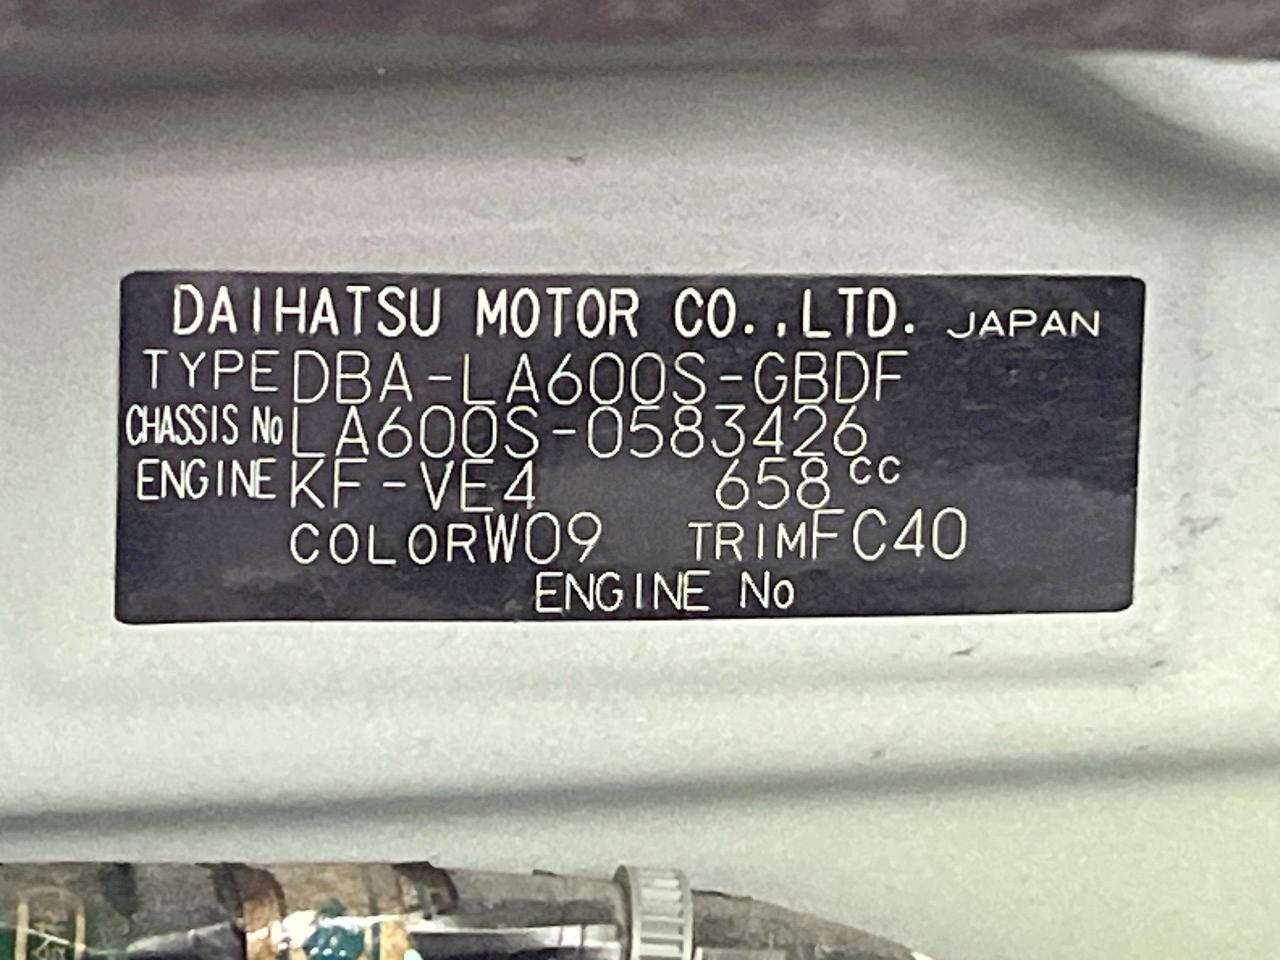 DAIHATSU MOTOR CO.,LTD. JAPAN
TYPE DBA-LA600S-GBDF
CHASSIS No LA600S-0583426
ENGINE KF-VE4 658cc
COLOR W09 TRIM FC40
ENGINE No